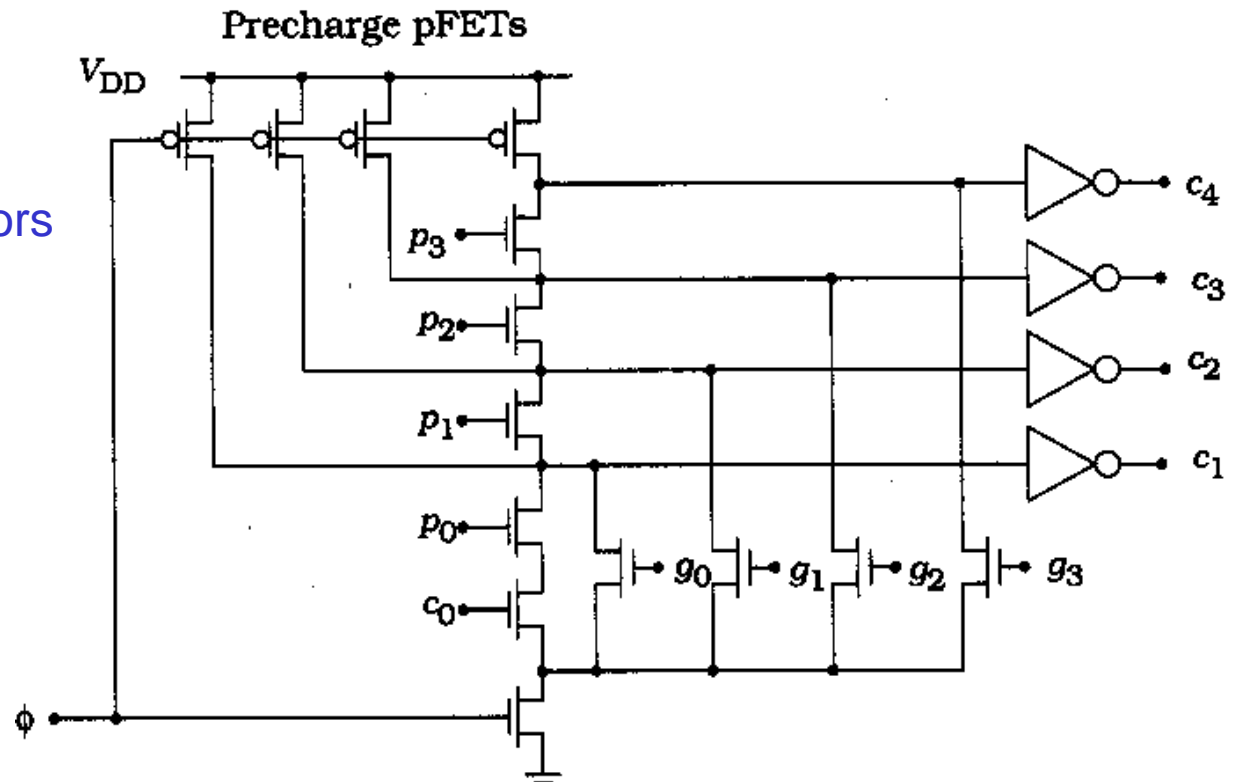 Precharge pFETs
VDD
c4
ors
p3
c3
p2
c2
p1
c1
p0
g0
g1
g2
g3
c0
ϕ